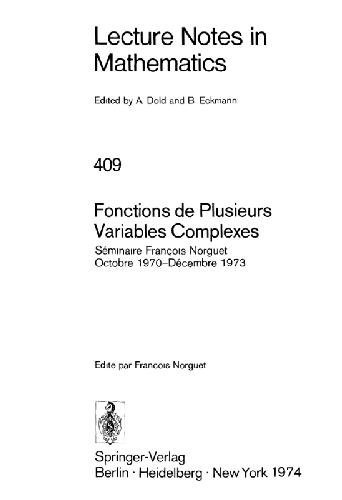 Lecture Notes in
Mathematics
Edited by A. Dold and B. Eckmann
409
Fonctions de Plusieurs
Variables Complexes
Séminaire François Norguet
Octobre 1970–Décembre 1973
Edité par François Norguet
Springer-Verlag
Berlin · Heidelberg · New York 1974